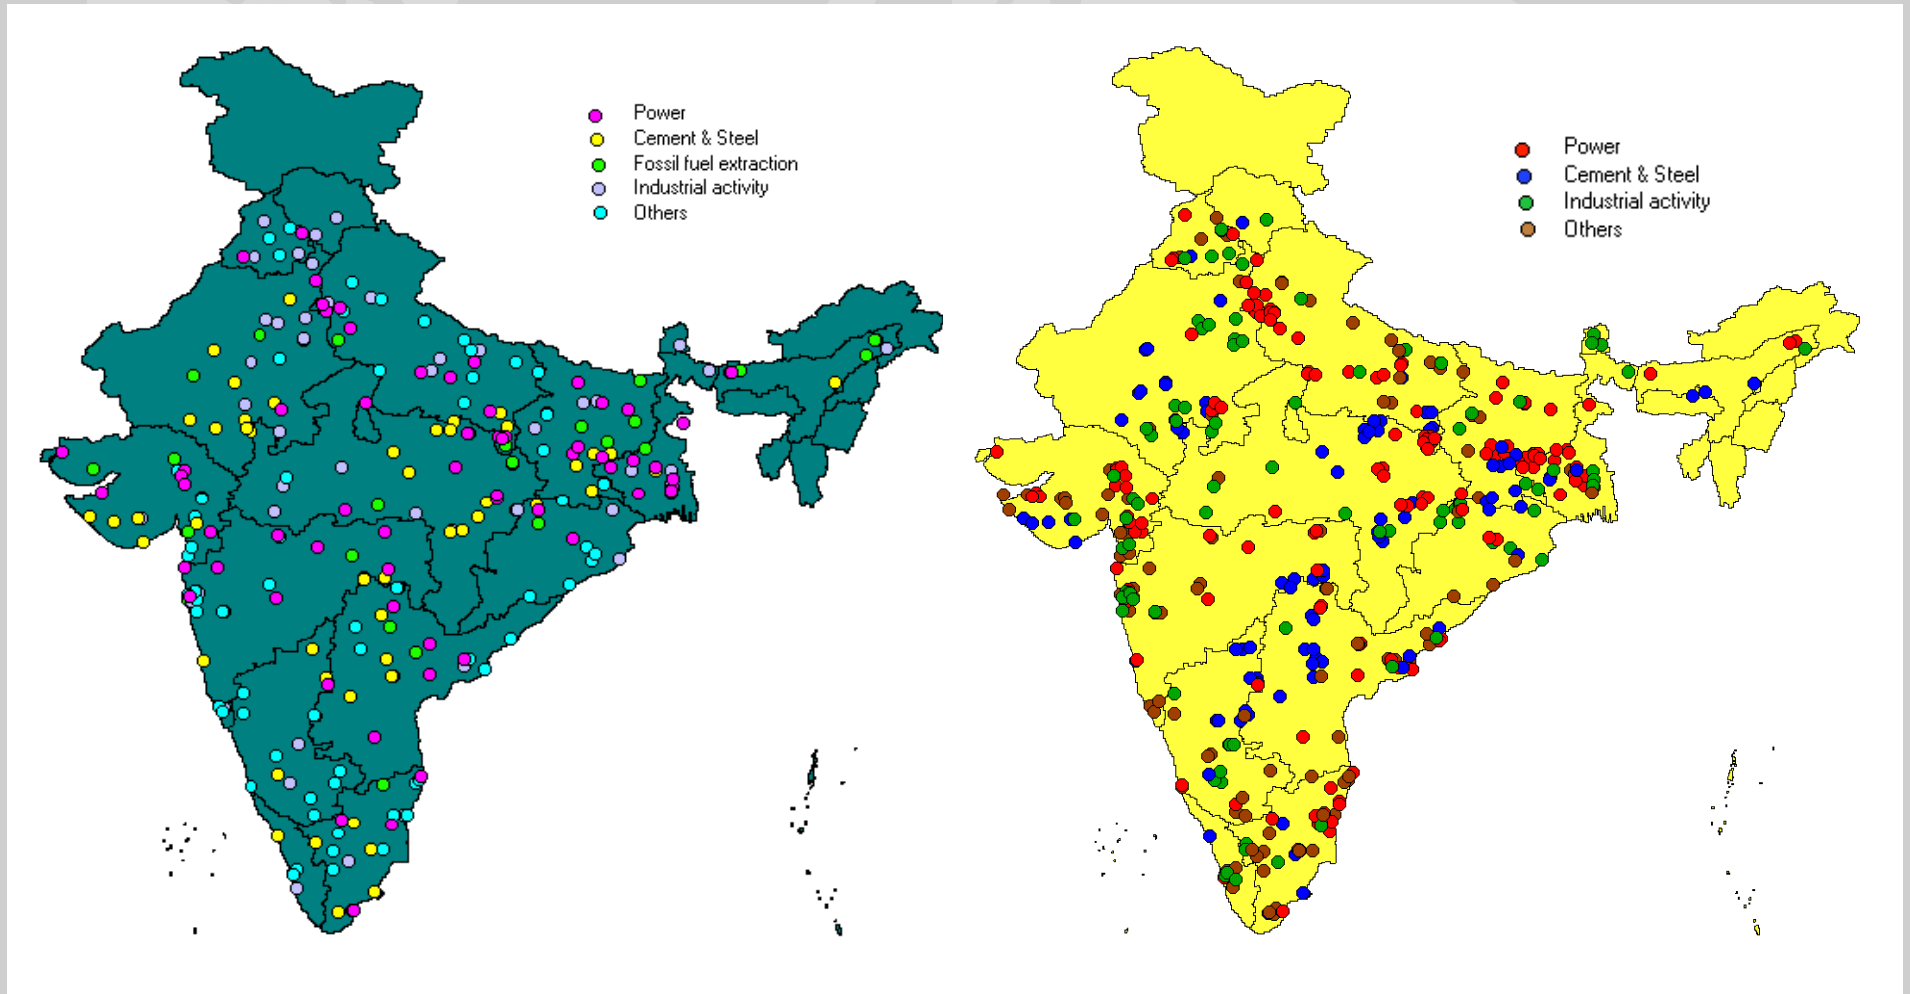 Power
Cement & Steel
Fossil fuel extraction
Industrial activity
Others
Power
Cement & Steel
Industrial activity
Others